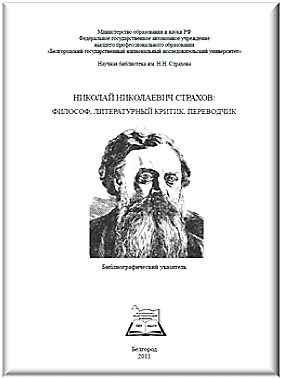 Министерство образования и науки РФ
Федеральное государственное автономное учреждение
высшего профессионального образования
«Белгородский государственный национальный исследовательский университет»
Научная библиотека им. Н.Н. Страхова
НИКОЛАЙ НИКОЛАЕВИЧ СТРАХОВ:
ФИЛОСОФ, ЛИТЕРАТУРНЫЙ КРИТИК, ПЕРЕВОДЧИК
Библиографический указатель
Белгород
2011